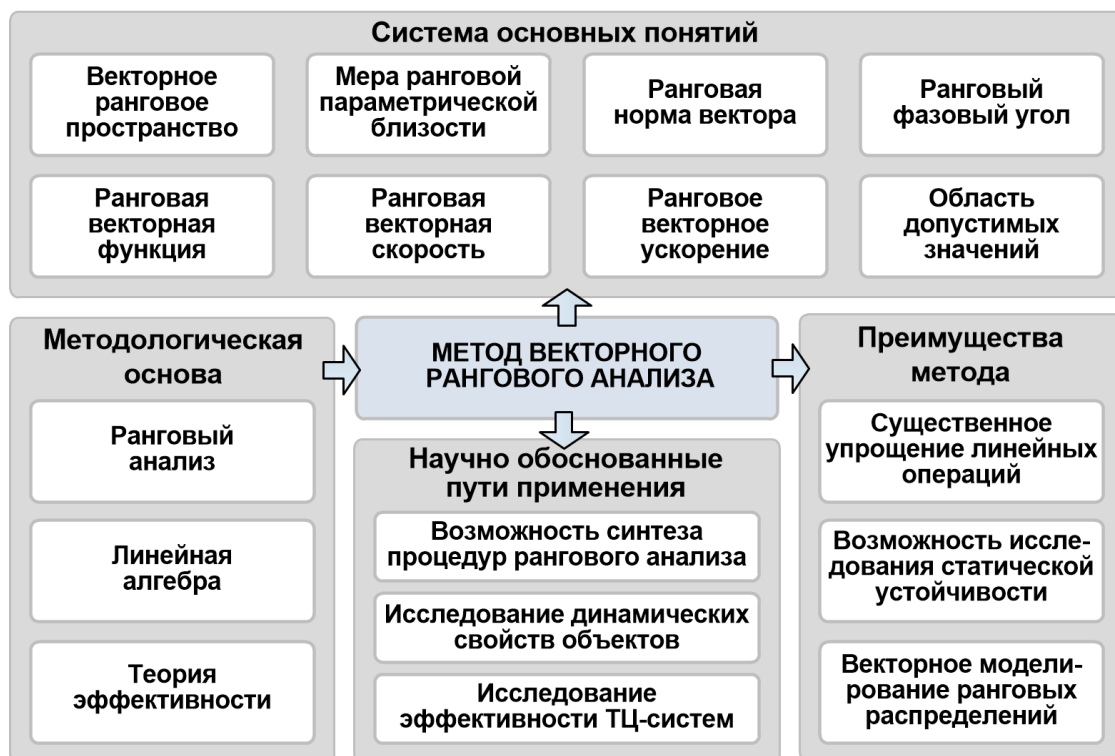 Система основных понятий
Векторное
ранговое
пространство
Мера ранговой
параметрической
близости
Ранговая
норма вектора
Ранговый
фазовый угол
Ранговая
векторная
функция
Ранговая
векторная
скорость
Ранговое
векторное
ускорение
Область
допустимых
значений
Методологическая
основа
Ранговый
анализ
Линейная
алгебра
Теория
эффективности
МЕТОД ВЕКТОРНОГО
РАНГОВОГО АНАЛИЗА
Научно обоснованные
пути применения
Возможность синтеза
процедур рангового анализа
Исследование динамических
свойств объектов
Исследование
эффективности ТЦ-систем
Преимущества
метода
Существенное
упрощение линейных
операций
Возможность иссле-
дования статической
устойчивости
Векторное модели-
рование ранговых
распределений